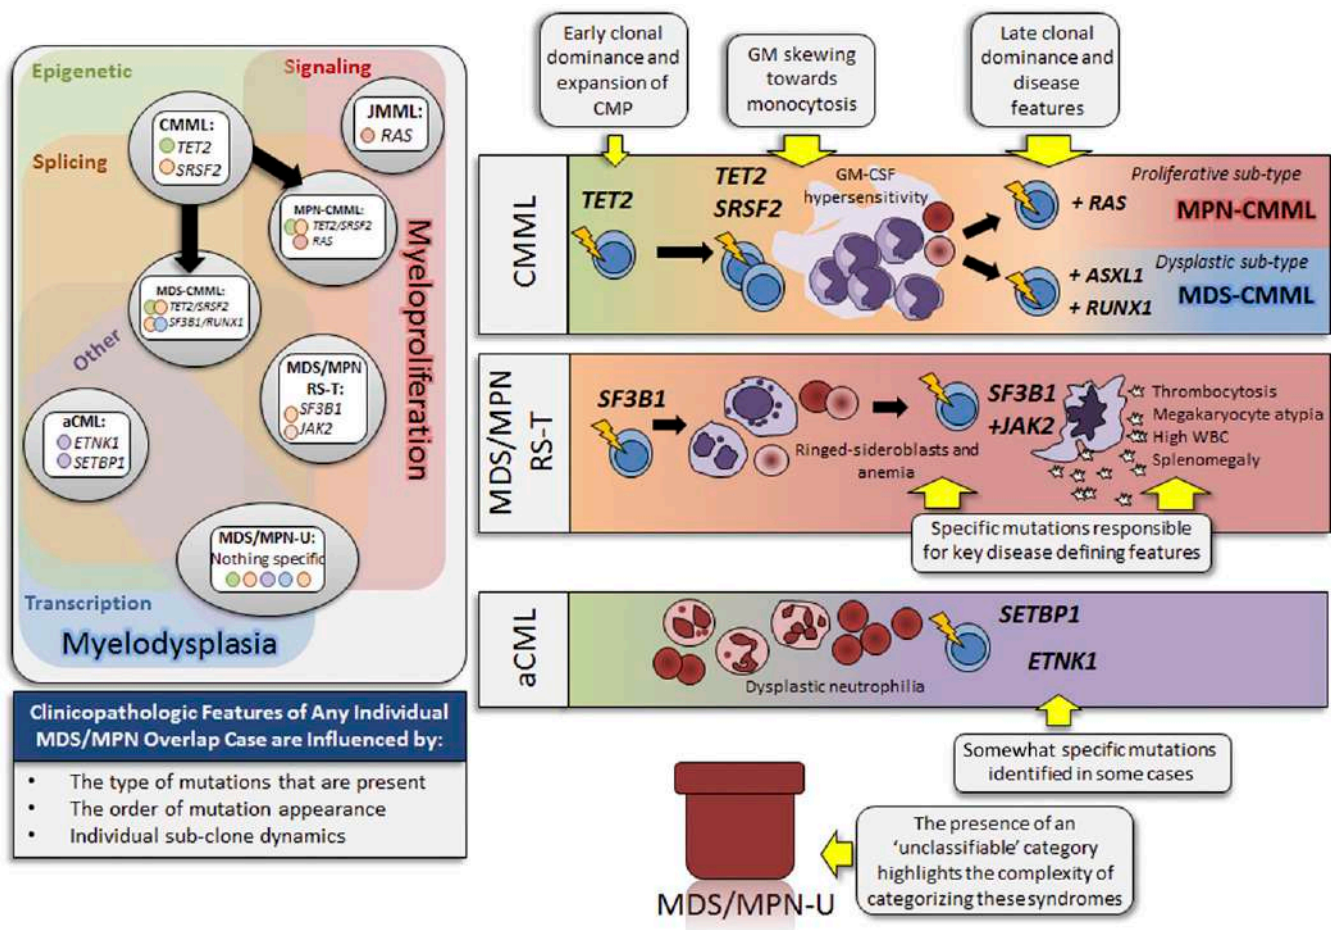 Epigenetic
Signaling
CMML:
TET2
SRSF2
JMML:
RAS
Splicing
MPN-CMML:
TET2/SRSF2
RAS
MDS-CMML:
TET2/SRSF2
SF3B1/RUNX1
Other
MDS/MPN
RS-T:
SF3B1
JAK2
aCML:
ETNK1
SETBP1
Myeloproliferation
MDS/MPN-U:
Nothing specific
Transcription
Myelodysplasia
Clinicopathologic Features of Any Individual
MDS/MPN Overlap Case are Influenced by:
• The type of mutations that are present
• The order of mutation appearance
• Individual sub-clone dynamics
Early clonal
dominance and
expansion of
CMP
GM skewing
towards
monocytosis
Late clonal
dominance and
disease
features
CMML
TET2
TET2
SRSF2
GM-CSF
hypersensitivity
+ RAS
Proliferative sub-type
MPN-CMML
+ ASXL1
+ RUNX1
Dysplastic sub-type
MDS-CMML
MDS/MPN
RS-T
SF3B1
Ringed-sideroblasts and
anemia
SF3B1
+JAK2
Thrombocytosis
Megakaryocyte atypia
High WBC
Splenomegaly
Specific mutations responsible
for key disease defining features
aCML
Dysplastic neutrophilia
SETBP1
ETNK1
Somewhat specific mutations
identified in some cases
MDS/MPN-U
The presence of an
'unclassifiable' category
highlights the complexity of
categorizing these syndromes